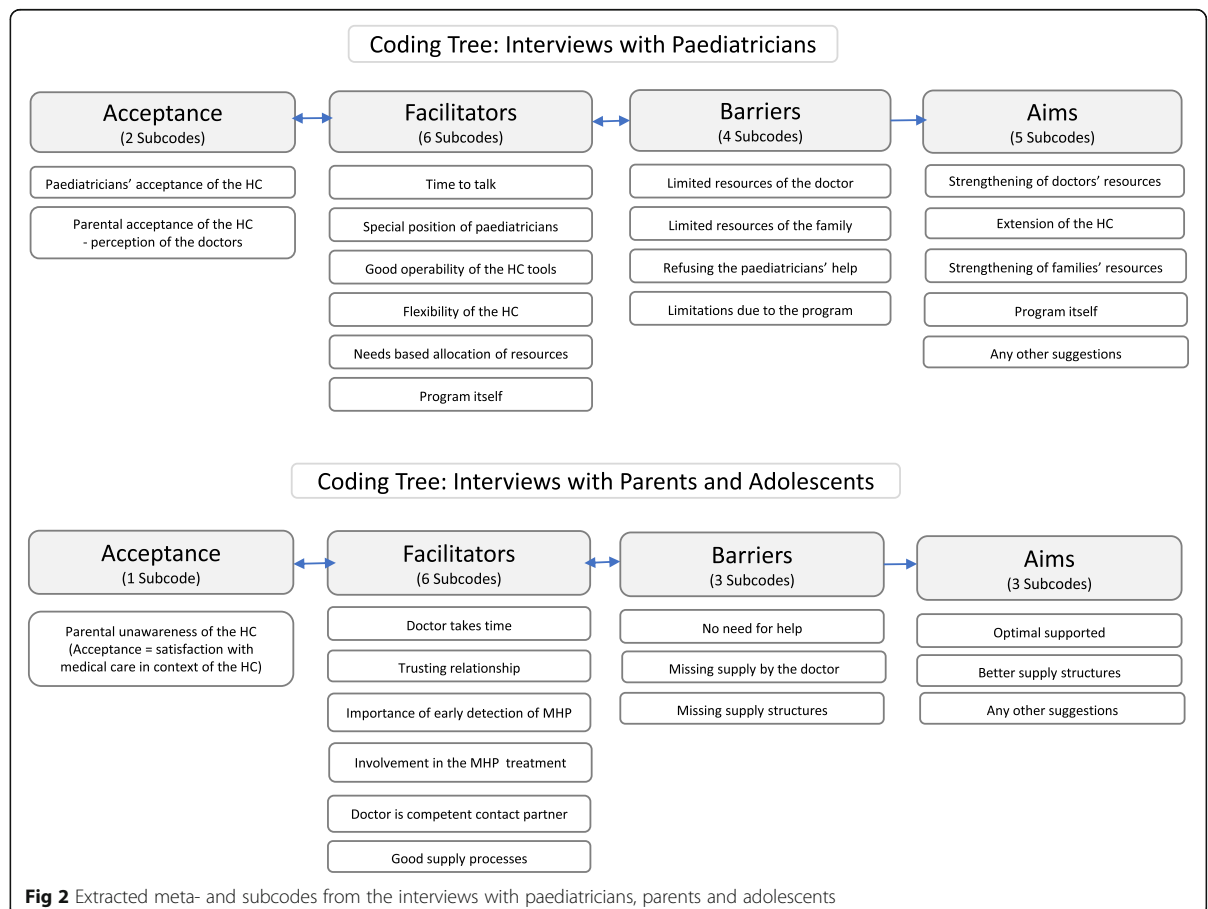 Coding Tree: Interviews with Paediatricians
Acceptance
(2 Subcodes)
Paediatricians' acceptance of the HC
Parental acceptance of the HC
- perception of the doctors
Facilitators
(6 Subcodes)
Time to talk
Special position of paediatricians
Good operability of the HC tools
Flexibility of the HC
Needs based allocation of resources
Program itself
Barriers
(4 Subcodes)
Limited resources of the doctor
Limited resources of the family
Refusing the paediatricians' help
Limitations due to the program
Aims
(5 Subcodes)
Strengthening of doctors' resources
Extension of the HC
Strengthening of families' resources
Program itself
Any other suggestions
Coding Tree: Interviews with Parents and Adolescents
Acceptance
(1 Subcode)
Parental unawareness of the HC
(Acceptance = satisfaction with
medical care in context of the HC)
Facilitators
(6 Subcodes)
Doctor takes time
Trusting relationship
Importance of early detection of MHP
Involvement in the MHP treatment
Doctor is competent contact partner
Good supply processes
Barriers
(3 Subcodes)
No need for help
Missing supply by the doctor
Missing supply structures
Aims
(3 Subcodes)
Optimal supported
Better supply structures
Any other suggestions
Fig 2 Extracted meta- and subcodes from the interviews with paediatricians, parents and adolescents